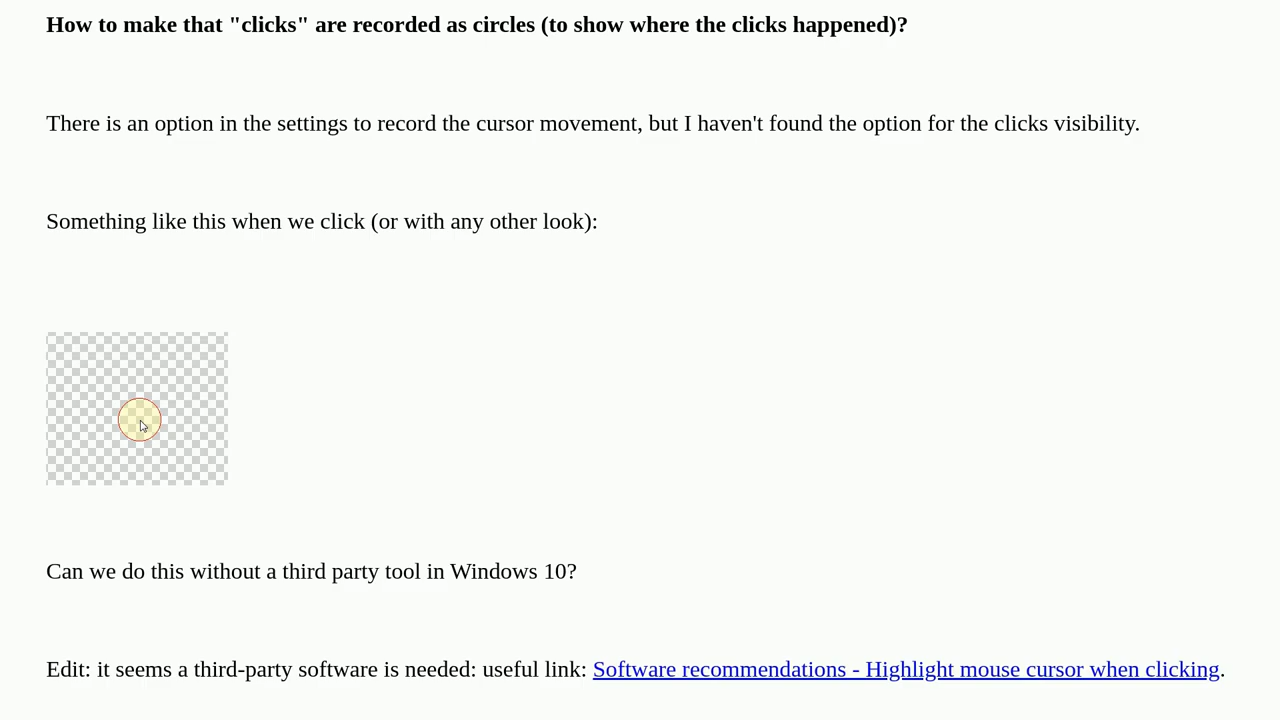 How to make that "clicks" are recorded as circles (to show where the clicks happened)?
There is an option in the settings to record the cursor movement, but I haven't found the option for the clicks visibility.
Something like this when we click (or with any other look):
Can we do this without a third party tool in Windows 10?
Edit: it seems a third-party software is needed: useful link: Software recommendations - Highlight mouse cursor when clicking.